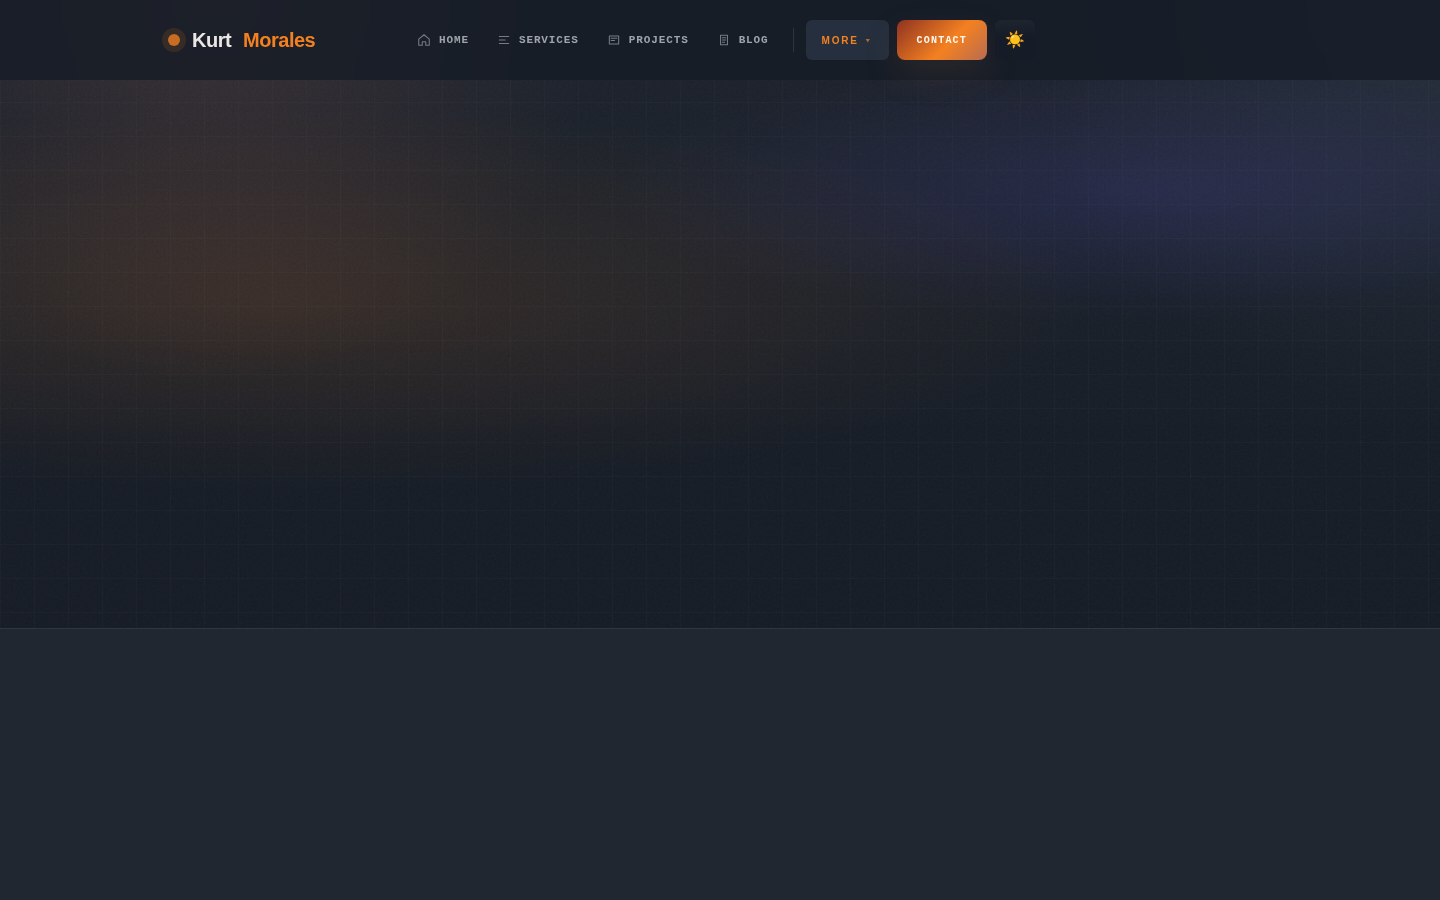 Kurt Morales
HOME
SERVICES
PROJECTS
BLOG
MORE
CONTACT